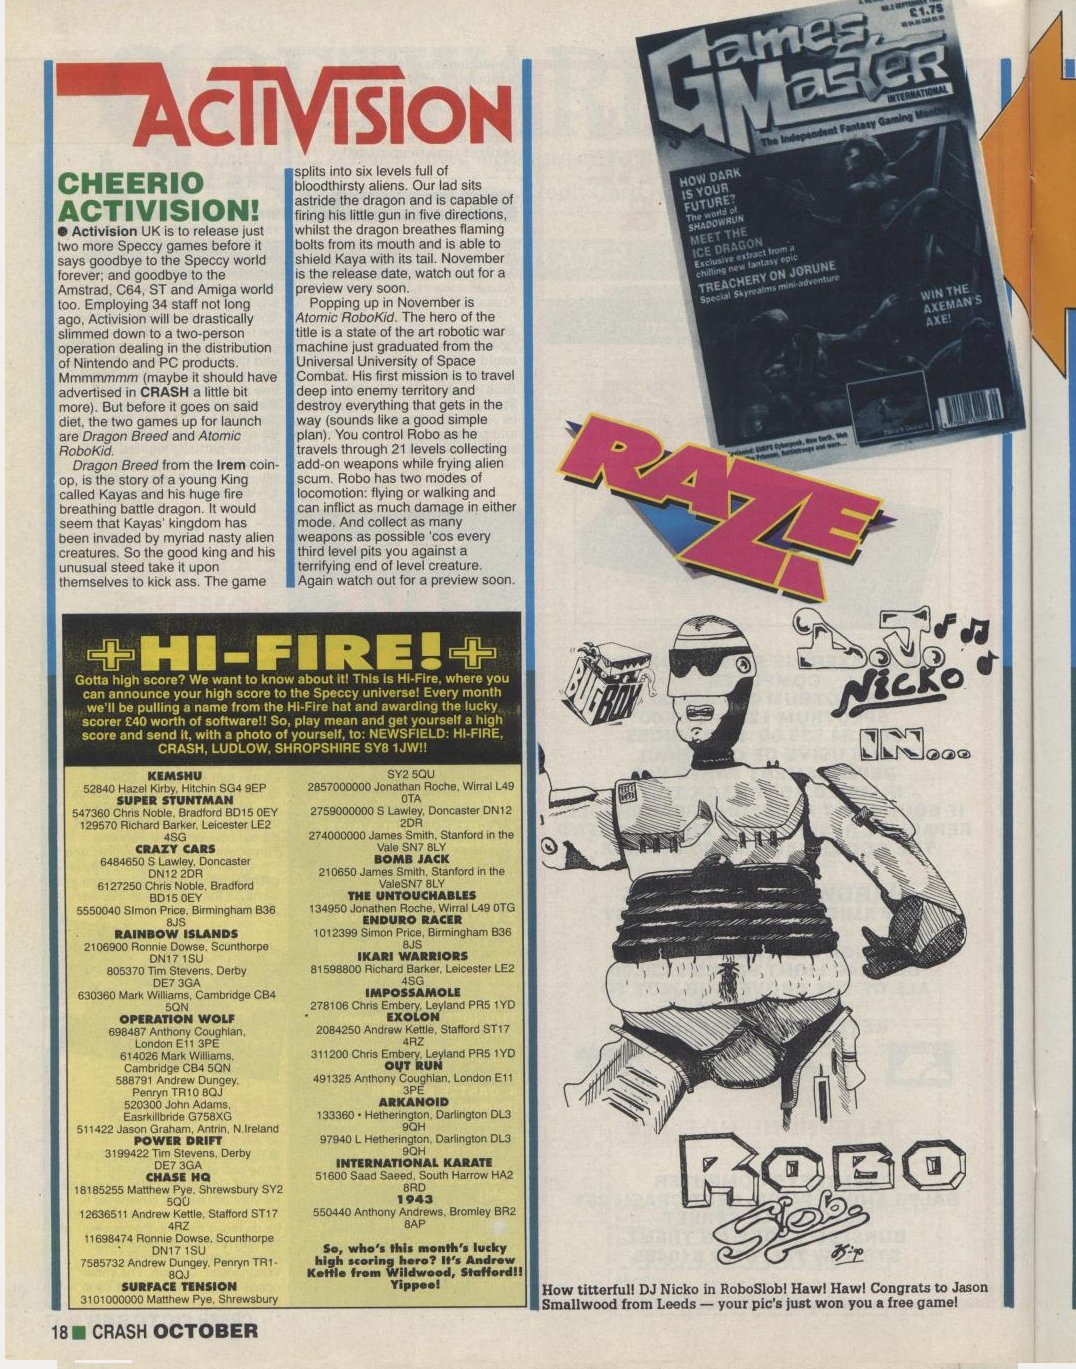 ACTIVISION
CHEERIO
ACTIVISION!
● Activision UK is to release just
two more Speccy games before it
says goodbye to the Speccy world
forever; and goodbye to the
Amstrad, C64, ST and Amiga world
too. Employing 34 staff not long
ago, Activision will be drastically
slimmed down to a two-person
operation dealing in the distribution
of Nintendo and PC products.
Mmmmmmm (maybe it should have
advertised in CRASH a little bit
more). But before it goes on said
diet, the two games up for launch
are Dragon Breed and Atomic
RoboKid.
Dragon Breed from the Irem coin-
op, is the story of a young King
called Kayas and his huge fire
breathing battle dragon. It would
seem that Kayas' kingdom has
been invaded by myriad nasty alien
creatures. So the good king and his
unusual steed take it upon
themselves to kick ass. The game
splits into six levels full of
bloodthirsty aliens. Our lad sits
astride the dragon and is capable of
firing his little gun in five directions,
whilst the dragon breathes flaming
bolts from its mouth and is able to
shield Kaya with its tail. November
is the release date, watch out for a
preview very soon.
Popping up in November is
Atomic RoboKid. The hero of the
title is a state of the art robotic war
machine just graduated from the
Universal University of Space
Combat. His first mission is to travel
deep into enemy territory and
destroy everything that gets in the
way (sounds like a good simple
plan). You control Robo as he
travels through 21 levels collecting
add-on weapons while frying alien
scum. Robo has two modes of
locomotion: flying or walking and
can inflict as much damage in either
mode. And collect as many
weapons as possible 'cos every
third level pits you against a
terrifying end of level creature.
Again watch out for a preview soon.
HI-FIRE!
Gotta high score? We want to know about it! This is Hi-Fire, where you
can announce your high score to the Speccy universe! Every month
we'll be pulling a name from the Hi-Fire hat and awarding the lucky
scorer £40 worth of software!! So, play mean and get yourself a high
score and send it, with a photo of yourself, to: NEWSFIELD: HI-FIRE,
CRASH, LUDLOW, SHROPSHIRE SY8 1JW!!
KEMSHU
52840 Hazel Kirby, Hitchin SG4 9EP
SUPER STUNTMAN
547360 Chris Noble, Bradford BD15 0EY
129570 Richard Barker, Leicester LE2
4SG
CRAZY CARS
6484650 S Lawley, Doncaster
DN12 2DR
6127250 Chris Noble, Bradford
BD15 0EY
5550040 SImon Price, Birmingham B36
8JS
RAINBOW ISLANDS
2106900 Ronnie Dowse, Scunthorpe
DN17 1SU
805370 Tim Stevens, Derby
DE7 3GA
630360 Mark Williams, Cambridge CB4
5QN
OPERATION WOLF
698487 Anthony Coughlan,
London E11 3PE
614026 Mark Williams,
Cambridge CB4 5QN
588791 Andrew Dungey,
Penryn TR10 8QJ
520300 John Adams,
Easrkillbride G758XG
511422 Jason Graham, Antrin, N.Ireland
POWER DRIFT
3199422 Tim Stevens, Derby
DE7 3GA
CHASE HQ
18185255 Matthew Pye, Shrewsbury SY2
5QU
12636511 Andrew Kettle, Stafford ST17
4RZ
11698474 Ronnie Dowse, Scunthorpe
DN17 1SU
7585732 Andrew Dungey, Penryn TR1-
8QJ
SURFACE TENSION
3101000000 Matthew Pye, Shrewsbury
SY2 5QU
2857000000 Jonathan Roche, Wirral L49
0TA
2759000000 S Lawley, Doncaster DN12
2DR
274000000 James Smith, Stanford in the
Vale SN7 8LY
BOMB JACK
210650 James Smith, Stanford in the
ValeSN7 8LY
THE UNTOUCHABLES
134950 Jonathen Roche, Wirral L49 0TG
ENDURO RACER
1012399 Simon Price, Birmingham B36
8JS
IKARI WARRIORS
81598800 Richard Barker, Leicester LE2
4SG
IMPOSSAMOLE
278106 Chris Embery, Leyland PR5 1YD
EXOLON
2084250 Andrew Kettle, Stafford ST17
4RZ
311200 Chris Embery, Leyland PR5 1YD
OUT RUN
491325 Anthony Coughlan, London E11
3PE
ARKANOID
133360 • Hetherington, Darlington DL3
9QH
97940 L Hetherington, Darlington DL3
9QH
INTERNATIONAL KARATE
51600 Saad Saeed, South Harrow HA2
8RD
1943
550440 Anthony Andrews, Bromley BR2
8AP
So, who's this month's lucky
high scoring hero? It's Andrew
Kettle from Wildwood, Stafford!!
Yippee!
NO.2 SEPTEMBER
£1.75
Games
Master
INTERNATIONAL
The Independent Fantasy Gaming Monthly
HOW DARK
IS YOUR
FUTURE?
The world of
SHADOWRUN
MEET THE
ICE DRAGON
Exclusive extract from a
chilling new fantasy epic
TREACHERY ON JORUNE
Special Skyrealms mini-adventure
WIN THE
AXEMAN'S
AXE!
RAZE
BUG
BOX
D.J.
NICKO
IN...
ROBO
Slob.
Kip
How titterful! DJ Nicko in RoboSlob! Haw! Haw! Congrats to Jason
Smallwood from Leeds — your pic's just won you a free game!
18 ■ CRASH OCTOBER